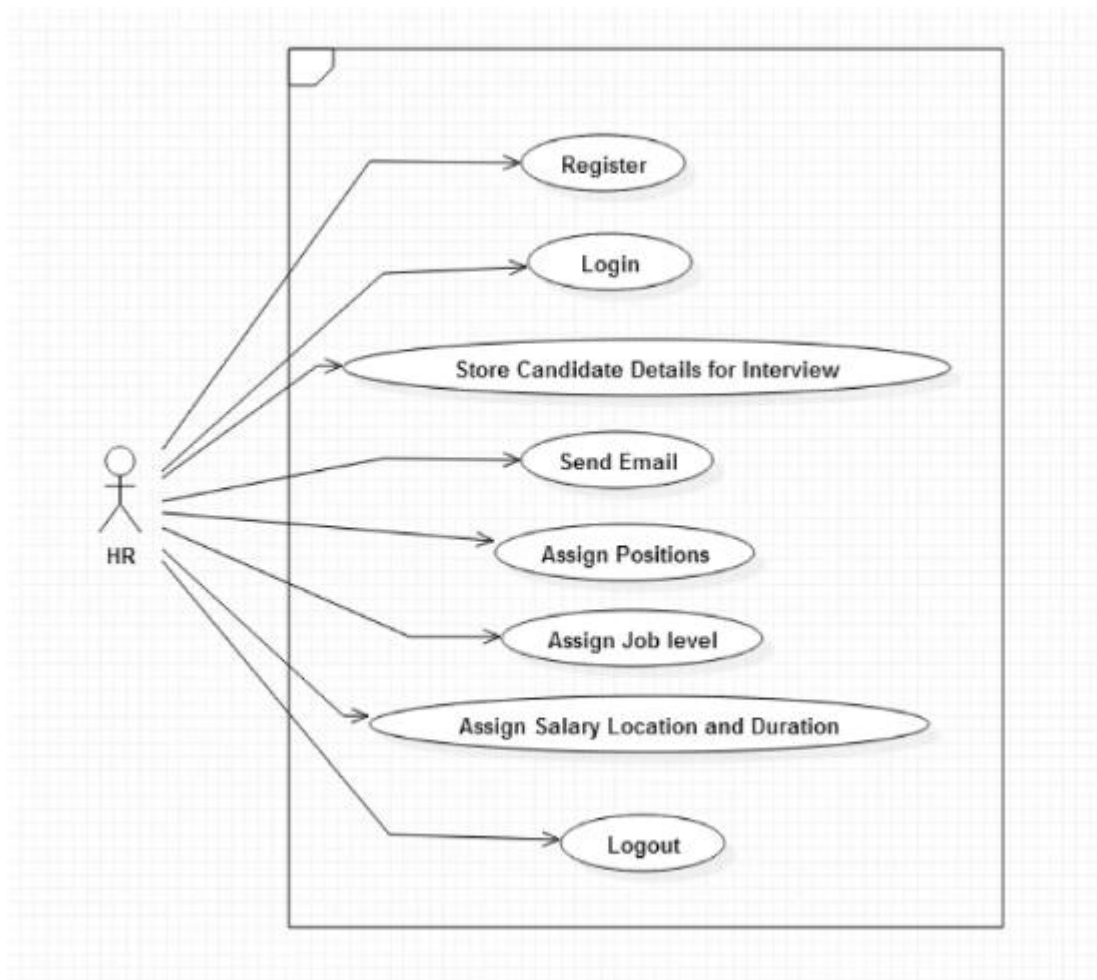 Register
Login
Store Candidate Details for Interview
Send Email
Assign Positions
HR
Assign Job level
Assign Salary Location and Duration
Logout